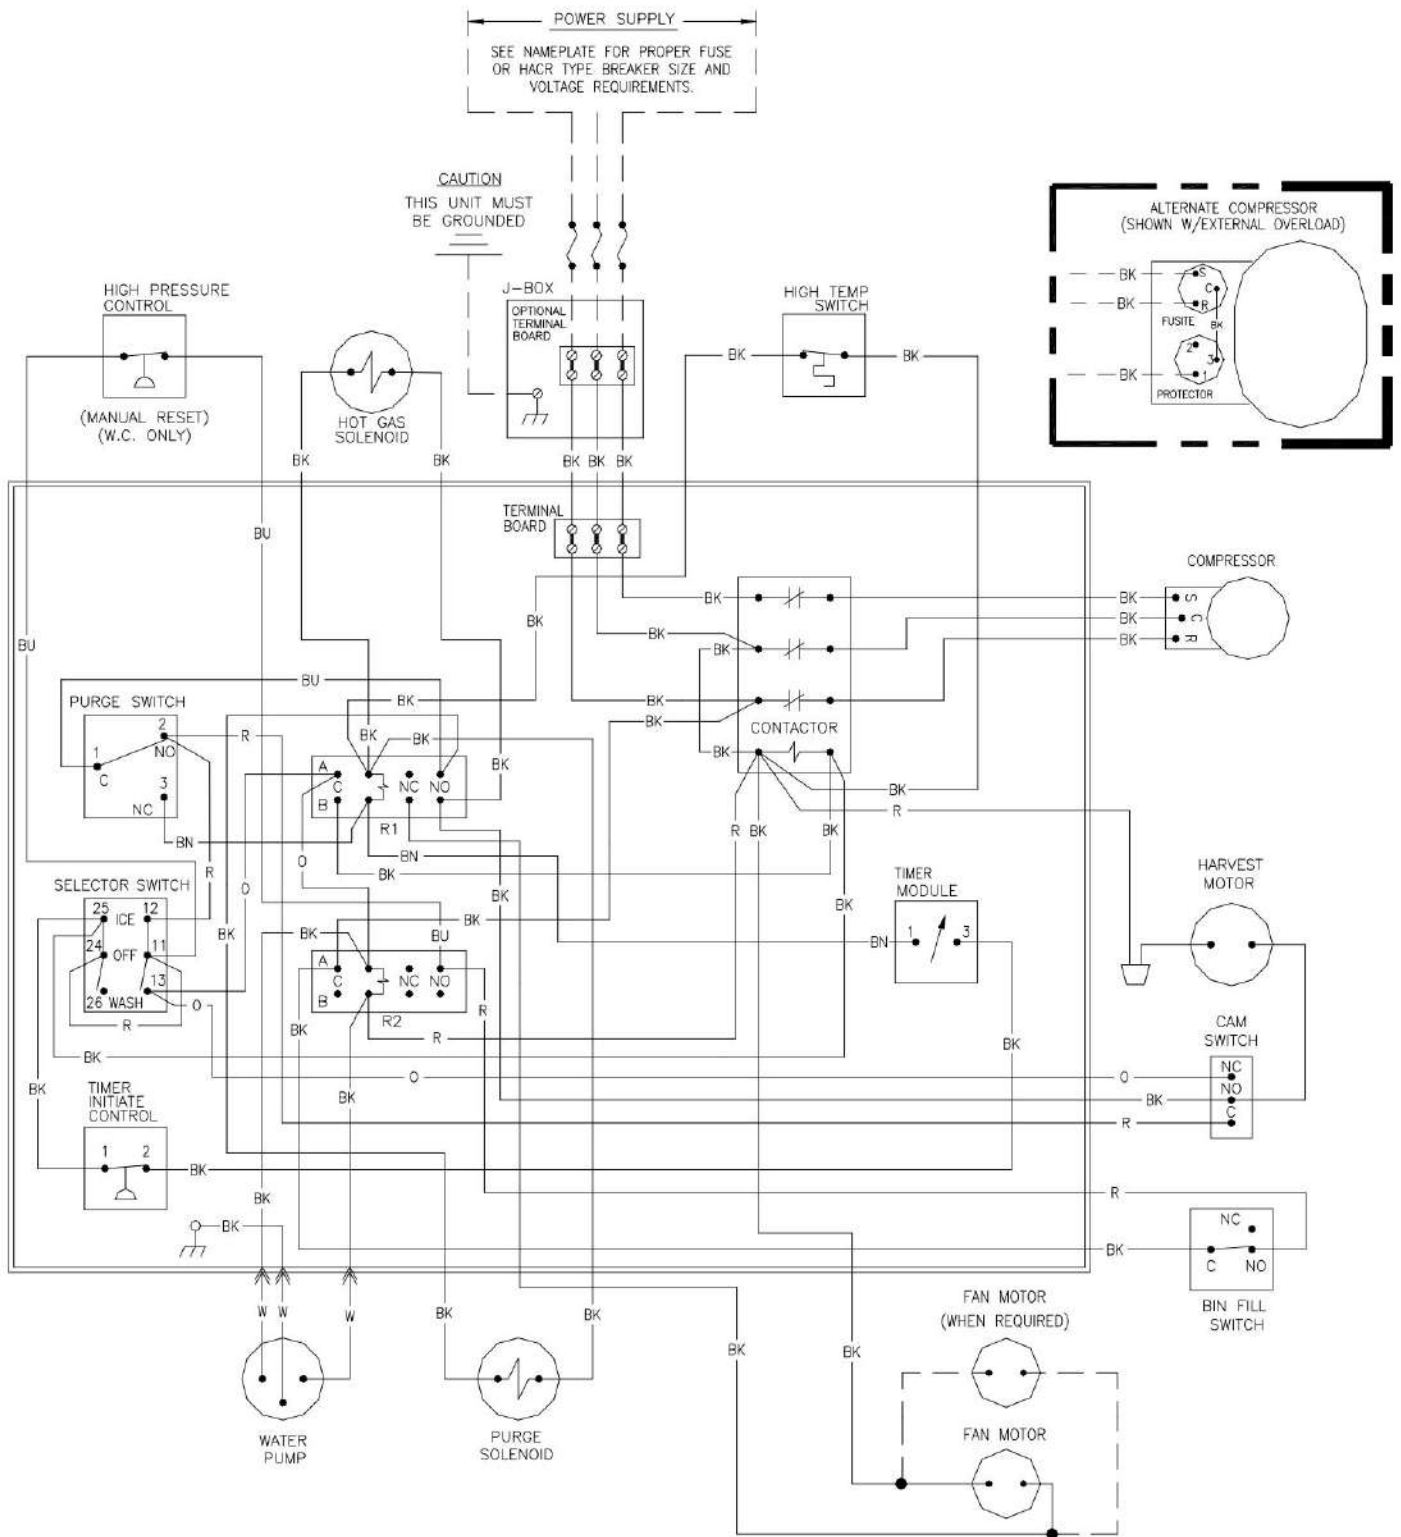 POWER SUPPLY
SEE NAMEPLATE FOR PROPER FUSE
OR HACR TYPE BREAKER SIZE AND
VOLTAGE REQUIREMENTS.
CAUTION
THIS UNIT MUST
BE GROUNDED
ALTERNATE COMPRESSOR
(SHOWN W/EXTERNAL OVERLOAD)
BK S
C
BK R
FUSITE BK
2
3
BK 1
PROTECTOR
HIGH PRESSURE
CONTROL
(MANUAL RESET)
(W.C. ONLY)
HOT GAS
SOLENOID
J-BOX
OPTIONAL
TERMINAL
BOARD
HIGH TEMP
SWITCH
BK BK
BK BK BK BK BK
TERMINAL
BOARD
BU
COMPRESSOR
BK BK S
BK C
BK R
BK
BK
BK
BU
BU
BK
BK
BK
CONTACTOR
BK
PURGE SWITCH
2
NO
1
C
3
NC
R
BK BK
BK
A
C NC NO
B
R1
BN
BN
BK
BK
R
R BK BK
O
R
O
BK
BK
BK
SELECTOR SWITCH
25 ICE 12
24 OFF 11
26 WASH 13
O
R
BK
BK BU
A
C NC NO
B
R2
R
R
BK
BK
TIMER
MODULE
BN 1 3
BK
HARVEST
MOTOR
CAM
SWITCH
NC
NO
C
O O
BK
R
BK
TIMER
INITIATE
CONTROL
1 2
BK
BK
BK
BK
R
BK
NC
C NO
BIN FILL
SWITCH
W W W
BK BK
BK BK
WATER
PUMP
PURGE
SOLENOID
FAN MOTOR
(WHEN REQUIRED)
FAN MOTOR